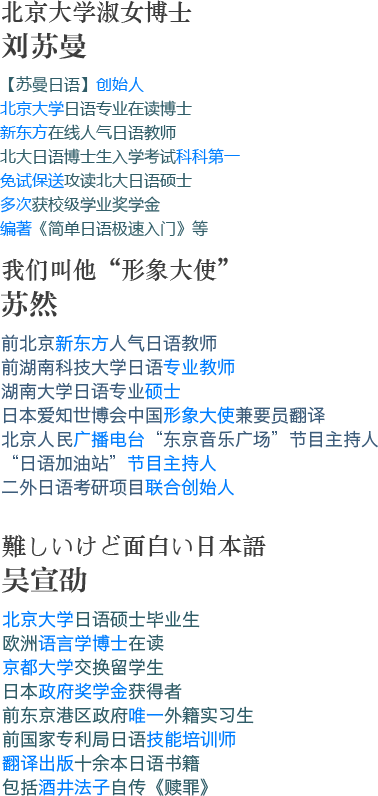 北京大学淑女博士
刘苏曼
【苏曼日语】创始人
北京大学日语专业在读博士
新东方在线人气日语教师
北大日语博士生入学考试科科第一
免试保送攻读北大日语硕士
多次获校级学业奖学金
编著《简单日语极速入门》等
我们叫他“形象大使”
苏然
前北京新东方人气日语教师
前湖南科技大学日语专业教师
湖南大学日语专业硕士
日本爱知世博会中国形象大使兼要员翻译
北京人民广播电台“东京音乐广场”节目主持人
“日语加油站”节目主持人
二外日语考研项目联合创始人
難しいけど面白い日本語
吴宣劭
北京大学日语硕士毕业生
欧洲语言学博士在读
京都大学交换留学生
日本政府奖学金获得者
前东京港区政府唯一外籍实习生
前国家专利局日语技能培训师
翻译出版十余本日语书籍
包括酒井法子自传《赎罪》